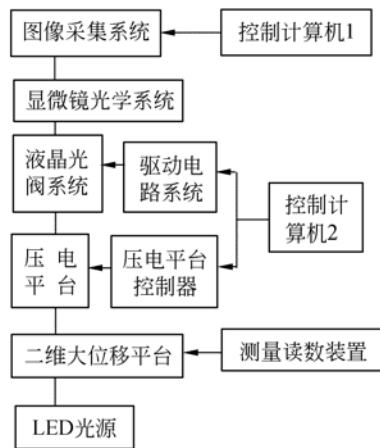 图像采集系统
控制计算机1
显微镜光学系统
液晶光
阀系统
驱动电
路系统
控制计
算机2
压电
平台
压电平台
控制器
二维大位移平台
测量读数装置
LED光源